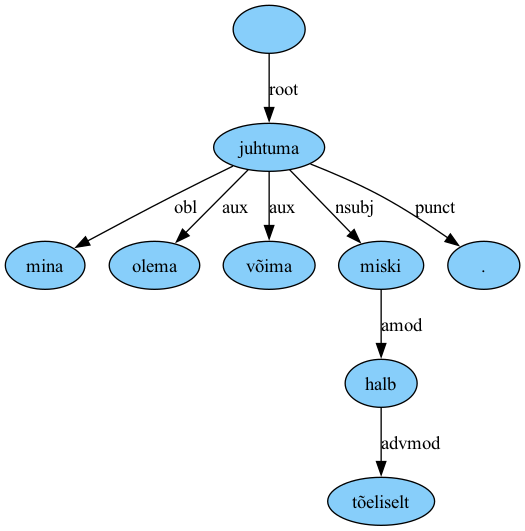 root
juhtuma
obl aux aux nsubj punct
mina olema võima miski .
amod
halb
advmod
tõeliselt